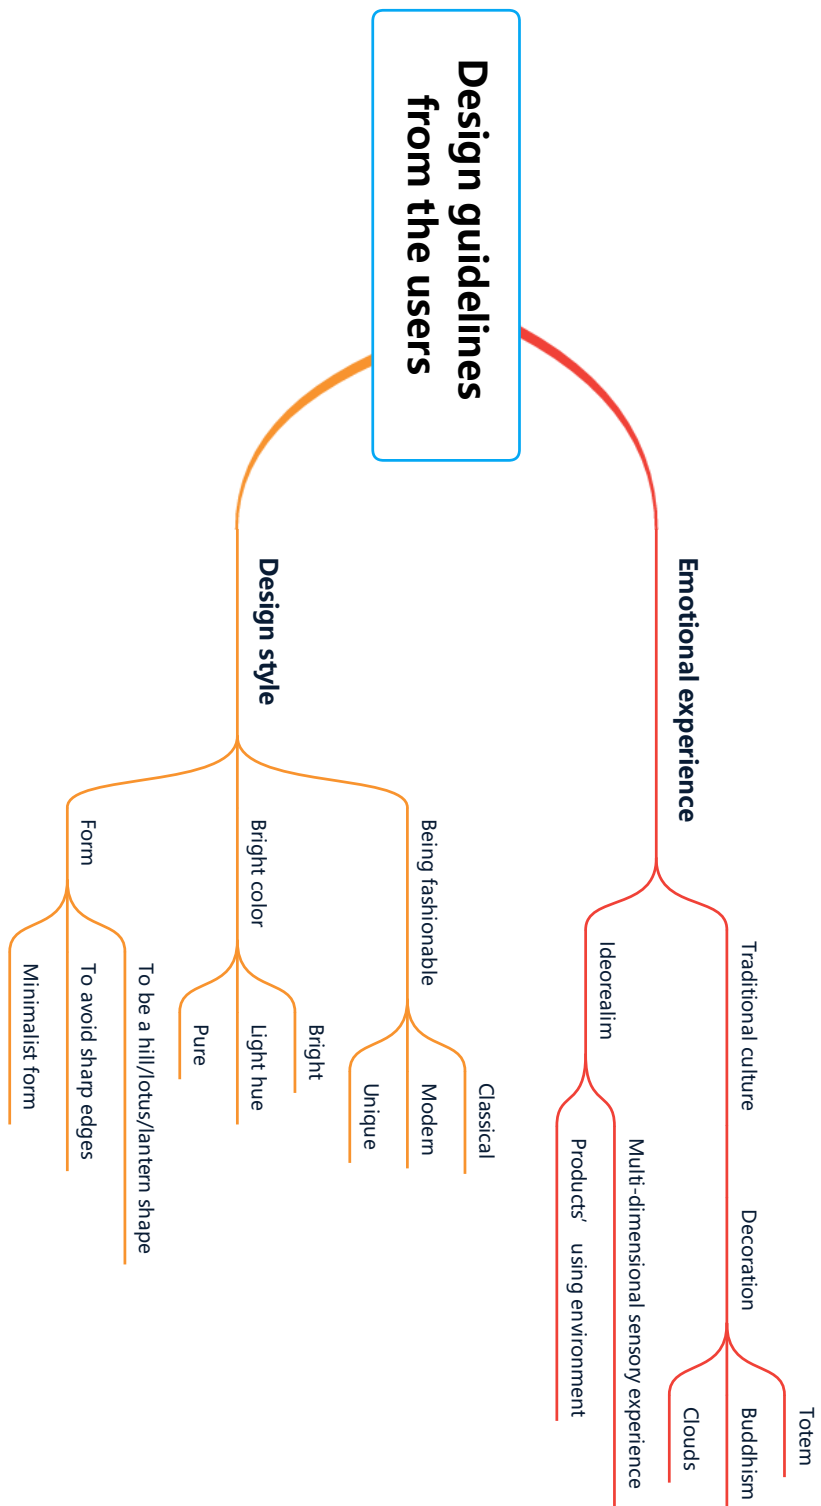 Design guidelines
from the users
Emotional experience
Traditional culture
Decoration
Totem
Buddhism
Clouds
Ideorealim
Multi-dimensional sensory experience
Products’ using environment
Design style
Being fashionable
Classical
Modern
Unique
Bright color
Bright
Light hue
Pure
Form
To be a hill/lotus/lantern shape
To avoid sharp edges
Minimalist form